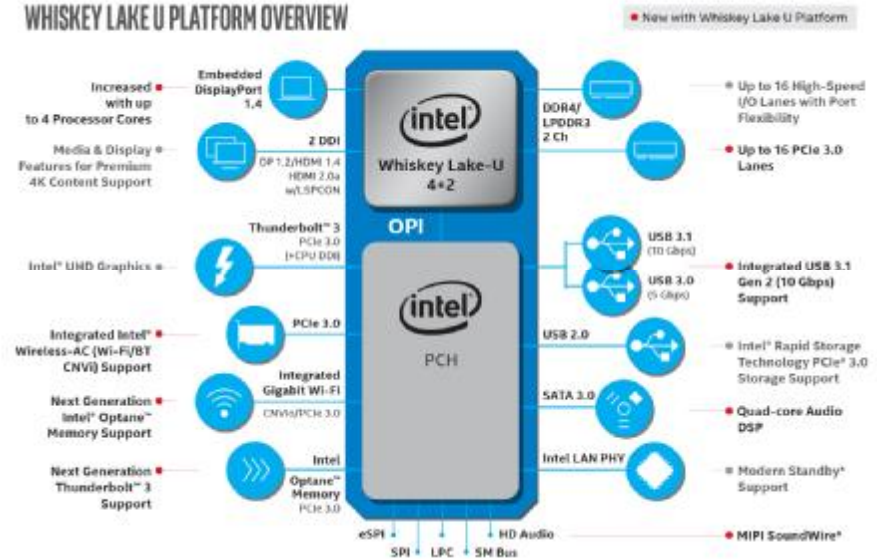 WHISKEY LAKE U PLATFORM OVERVIEW
New with Whiskey Lake U Platform
Increased
with up
to 4 Processor Cores
Media & Display
Features for Premium
4K Content Support
Intel® UHD Graphics
Integrated Intel®
Wireless-AC (Wi-Fi/BT
CNVi) Support
Next Generation
Intel® Optane™
Memory Support
Next Generation
Thunderbolt™ 3
Support
Embedded
DisplayPort
1.4
2 DDI
DP 1.2/HDMI 1.4
HDMI 2.0a
w/LSPCON
Thunderbolt™ 3
PCIe 3.0
(+CPU DDI)
PCIe 3.0
Integrated
Gigabit Wi-Fi
CNVio/PCIe 3.0
Intel
Optane™
Memory
PCIe 3.0
intel
Whiskey Lake-U
4+2
OPI
intel
PCH
eSPI
SPI
LPC
SM Bus
HD Audio
DDR4/
LPDDR3
2 Ch
USB 3.1
(10 Gbps)
USB 3.0
(5 Gbps)
USB 2.0
SATA 3.0
Intel LAN PHY
Up to 16 High-Speed
I/O Lanes with Port
Flexibility
Up to 16 PCIe 3.0
Lanes
Integrated USB 3.1
Gen 2 (10 Gbps)
Support
Intel® Rapid Storage
Technology PCIe* 3.0
Storage Support
Quad-core Audio
DSP
Modern Standby*
Support
MIPI SoundWire*